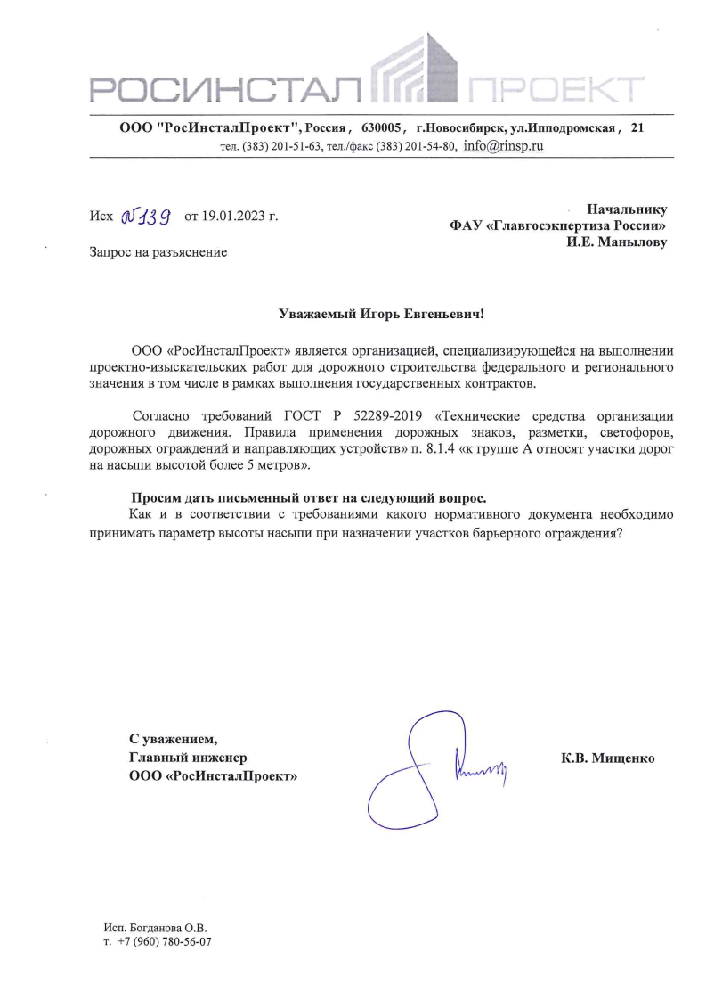 РОСИНСТАЛ ПРОЕКТ
ООО "РосИнсталПроект", Россия, 630005, г.Новосибирск, ул.Ипподромская, 21
тел. (383) 201-51-63, тел./факс (383) 201-54-80, info@rinsp.ru
Исх №139 от 19.01.2023 г.
Начальнику
ФАУ «Главгосэкспертиза России»
И.Е. Манылову
Запрос на разъяснение
Уважаемый Игорь Евгеньевич!
ООО «РосИнсталПроект» является организацией, специализирующейся на выполнении
проектно-изыскательских работ для дорожного строительства федерального и регионального
значения в том числе в рамках выполнения государственных контрактов.
Согласно требований ГОСТ Р 52289-2019 «Технические средства организации
дорожного движения. Правила применения дорожных знаков, разметки, светофоров,
дорожных ограждений и направляющих устройств» п. 8.1.4 «к группе А относят участки дорог
на насыпи высотой более 5 метров».
Просим дать письменный ответ на следующий вопрос.
Как и в соответствии с требованиями какого нормативного документа необходимо
принимать параметр высоты насыпи при назначении участков барьерного ограждения?
С уважением,
Главный инженер
ООО «РосИнсталПроект»
К.В. Мищенко
Исп. Богданова О.В.
т. +7 (960) 780-56-07